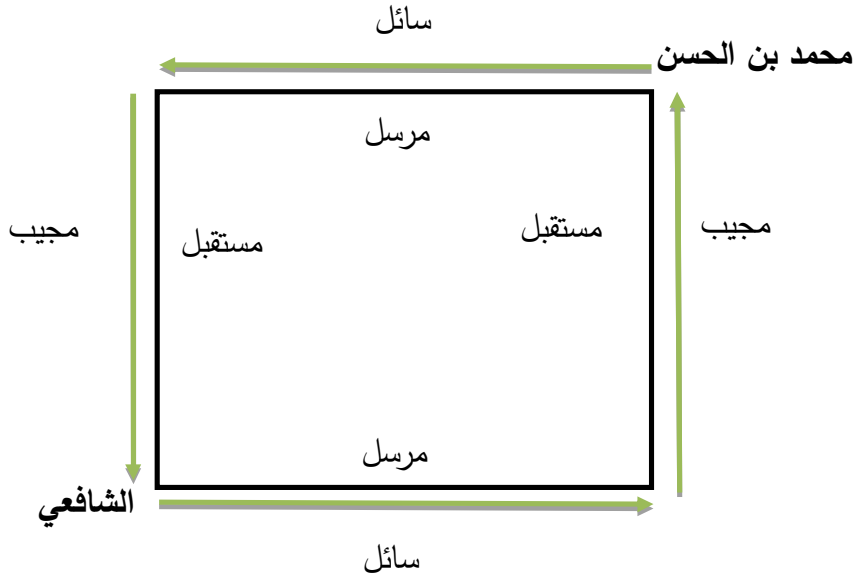 سائل
محمد بن الحسن
مرسل
مجيب
مستقبل
مستقبل
مجيب
مرسل
الشافعي
سائل